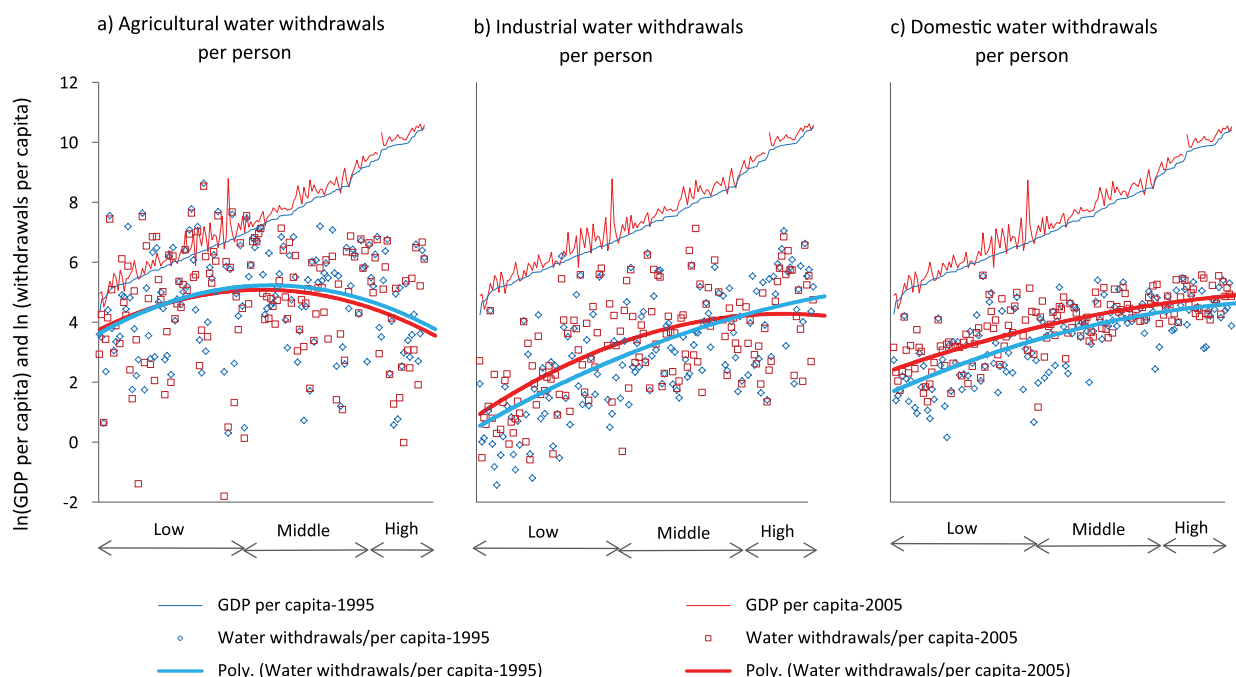 a) Agricultural water withdrawals
per person
b) Industrial water withdrawals
per person
c) Domestic water withdrawals
per person
ln(GDP per capita) and ln (withdrawals per capita)
12
10
8
6
4
2
0
-2
Low
Middle
High
Low
Middle
High
Low
Middle
High
GDP per capita-1995
GDP per capita-2005
Water withdrawals/per capita-1995
Water withdrawals/per capita-2005
Poly. (Water withdrawals/per capita-1995)
Poly. (Water withdrawals/per capita-2005)